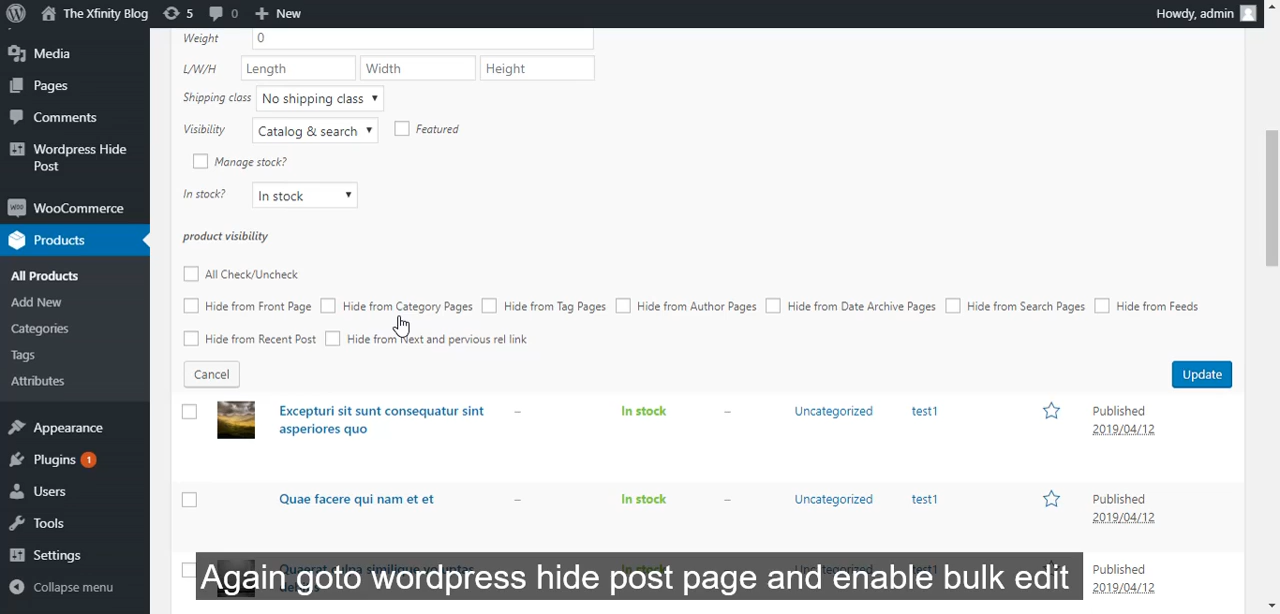 The Xfinity Blog 5 0 New Howdy, admin
Media
Pages
Comments
Wordpress Hide
Post
WooCommerce
Products
All Products
Add New
Categories
Tags
Attributes
Appearance
Plugins 1
Users
Tools
Settings
Collapse menu
Weight 0
L/W/H Length Width Height
Shipping class No shipping class
Visibility Catalog & search Featured
Manage stock?
In stock? In stock
product visibility
All Check/Uncheck
Hide from Front Page Hide from Category Pages Hide from Tag Pages Hide from Author Pages Hide from Date Archive Pages Hide from Search Pages Hide from Feeds
Hide from Recent Post Hide from Next and pervious rel link
Cancel Update
Excepturi sit sunt consequatur sint
asperiores quo
– In stock – Uncategorized test1 Published
2019/04/12
Quae facere qui nam et et – In stock – Uncategorized test1 Published
2019/04/12
Published
2019/04/12
Again goto wordpress hide post page and enable bulk edit